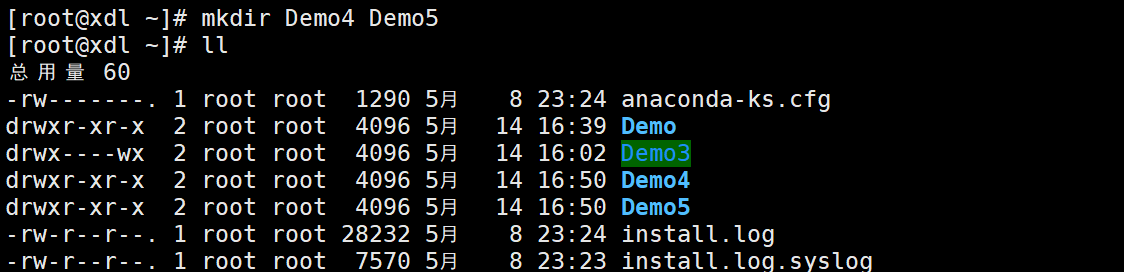 [root@xdl ~]# mkdir Demo4 Demo5
[root@xdl ~]# ll
总用量 60
-rw-------. 1 root root  1290 5月   8 23:24 anaconda-ks.cfg
drwxr-xr-x  2 root root  4096 5月  14 16:39 Demo
drwx----wx  2 root root  4096 5月  14 16:02 Demo3
drwxr-xr-x  2 root root  4096 5月  14 16:50 Demo4
drwxr-xr-x  2 root root  4096 5月  14 16:50 Demo5
-rw-r--r--. 1 root root 28232 5月   8 23:24 install.log
-rw-r--r--. 1 root root  7570 5月   8 23:23 install.log.syslog